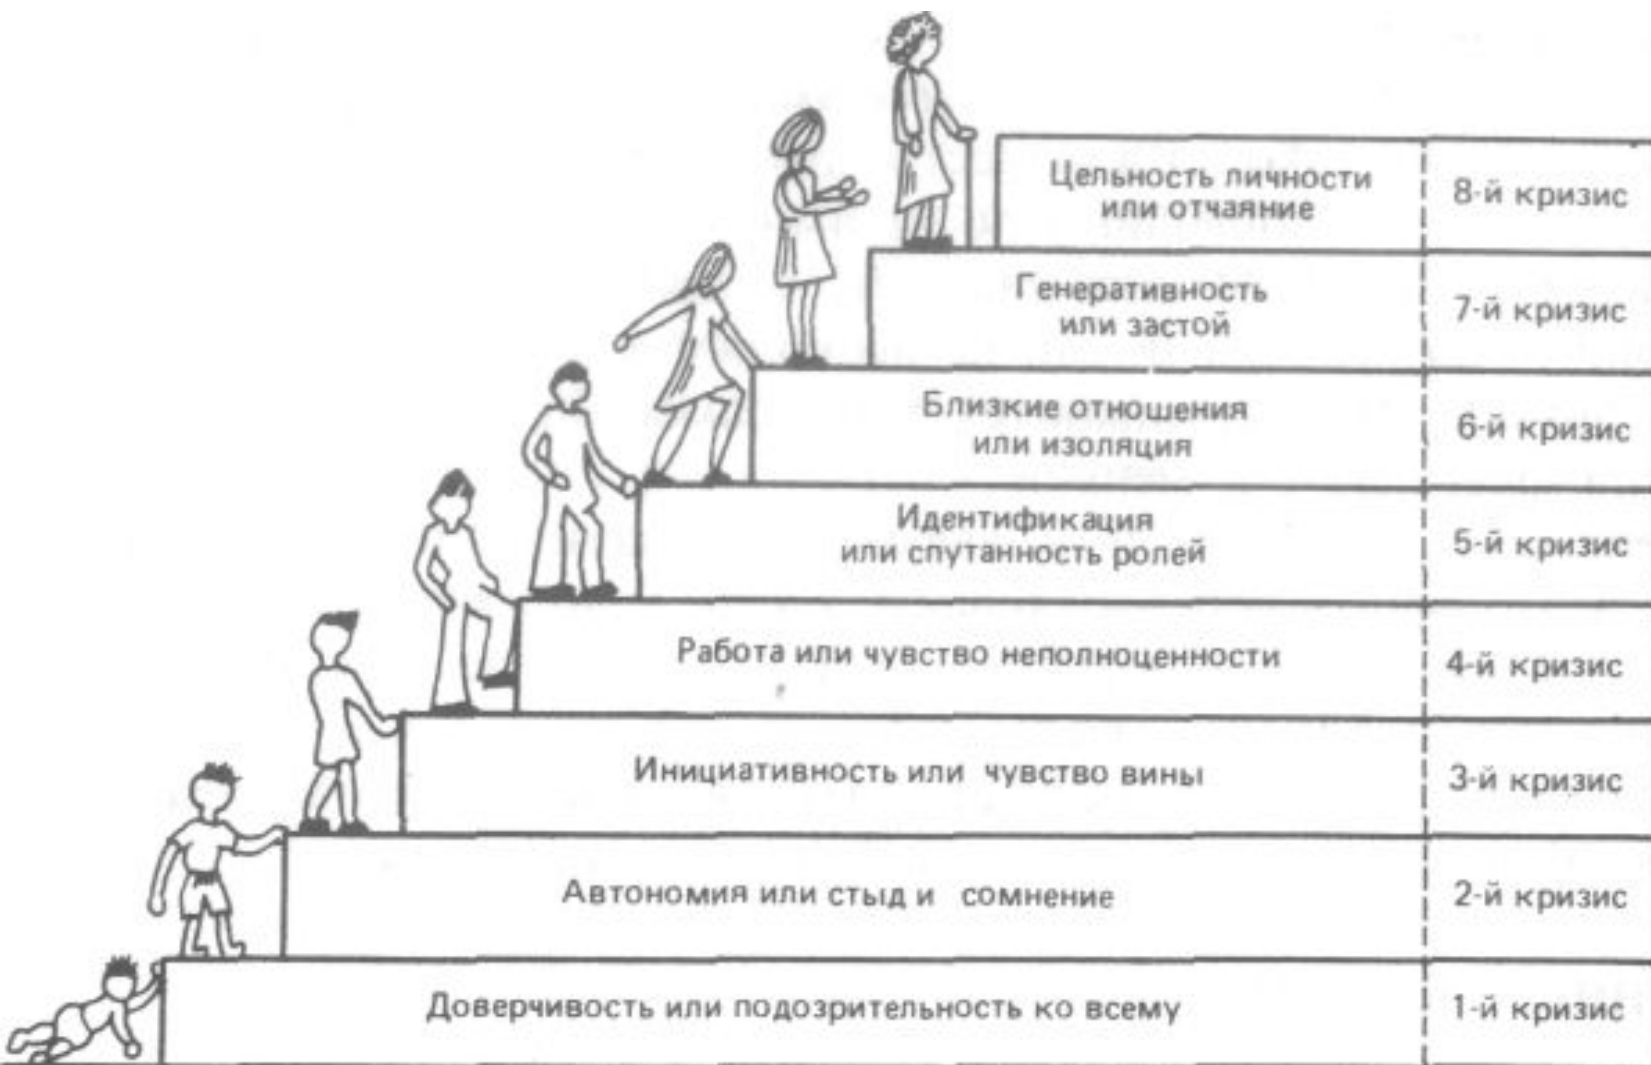 Цельность личности
или отчаяние
8-й кризис
Генеративность
или застой
7-й кризис
Близкие отношения
или изоляция
6-й кризис
Идентификация
или спутанность ролей
5-й кризис
Работа или чувство неполноценности
4-й кризис
Инициативность или чувство вины
3-й кризис
Автономия или стыд и сомнение
2-й кризис
Доверчивость или подозрительность ко всему
1-й кризис